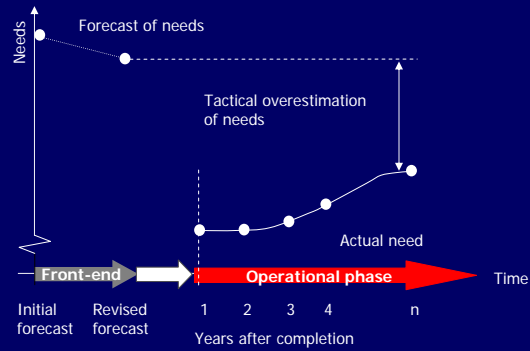 Needs
Forecast of needs
Tactical overestimation
of needs
Actual need
Front-end
Operational phase
Time
Initial
forecast
Revised
forecast
1 2 3 4 n
Years after completion